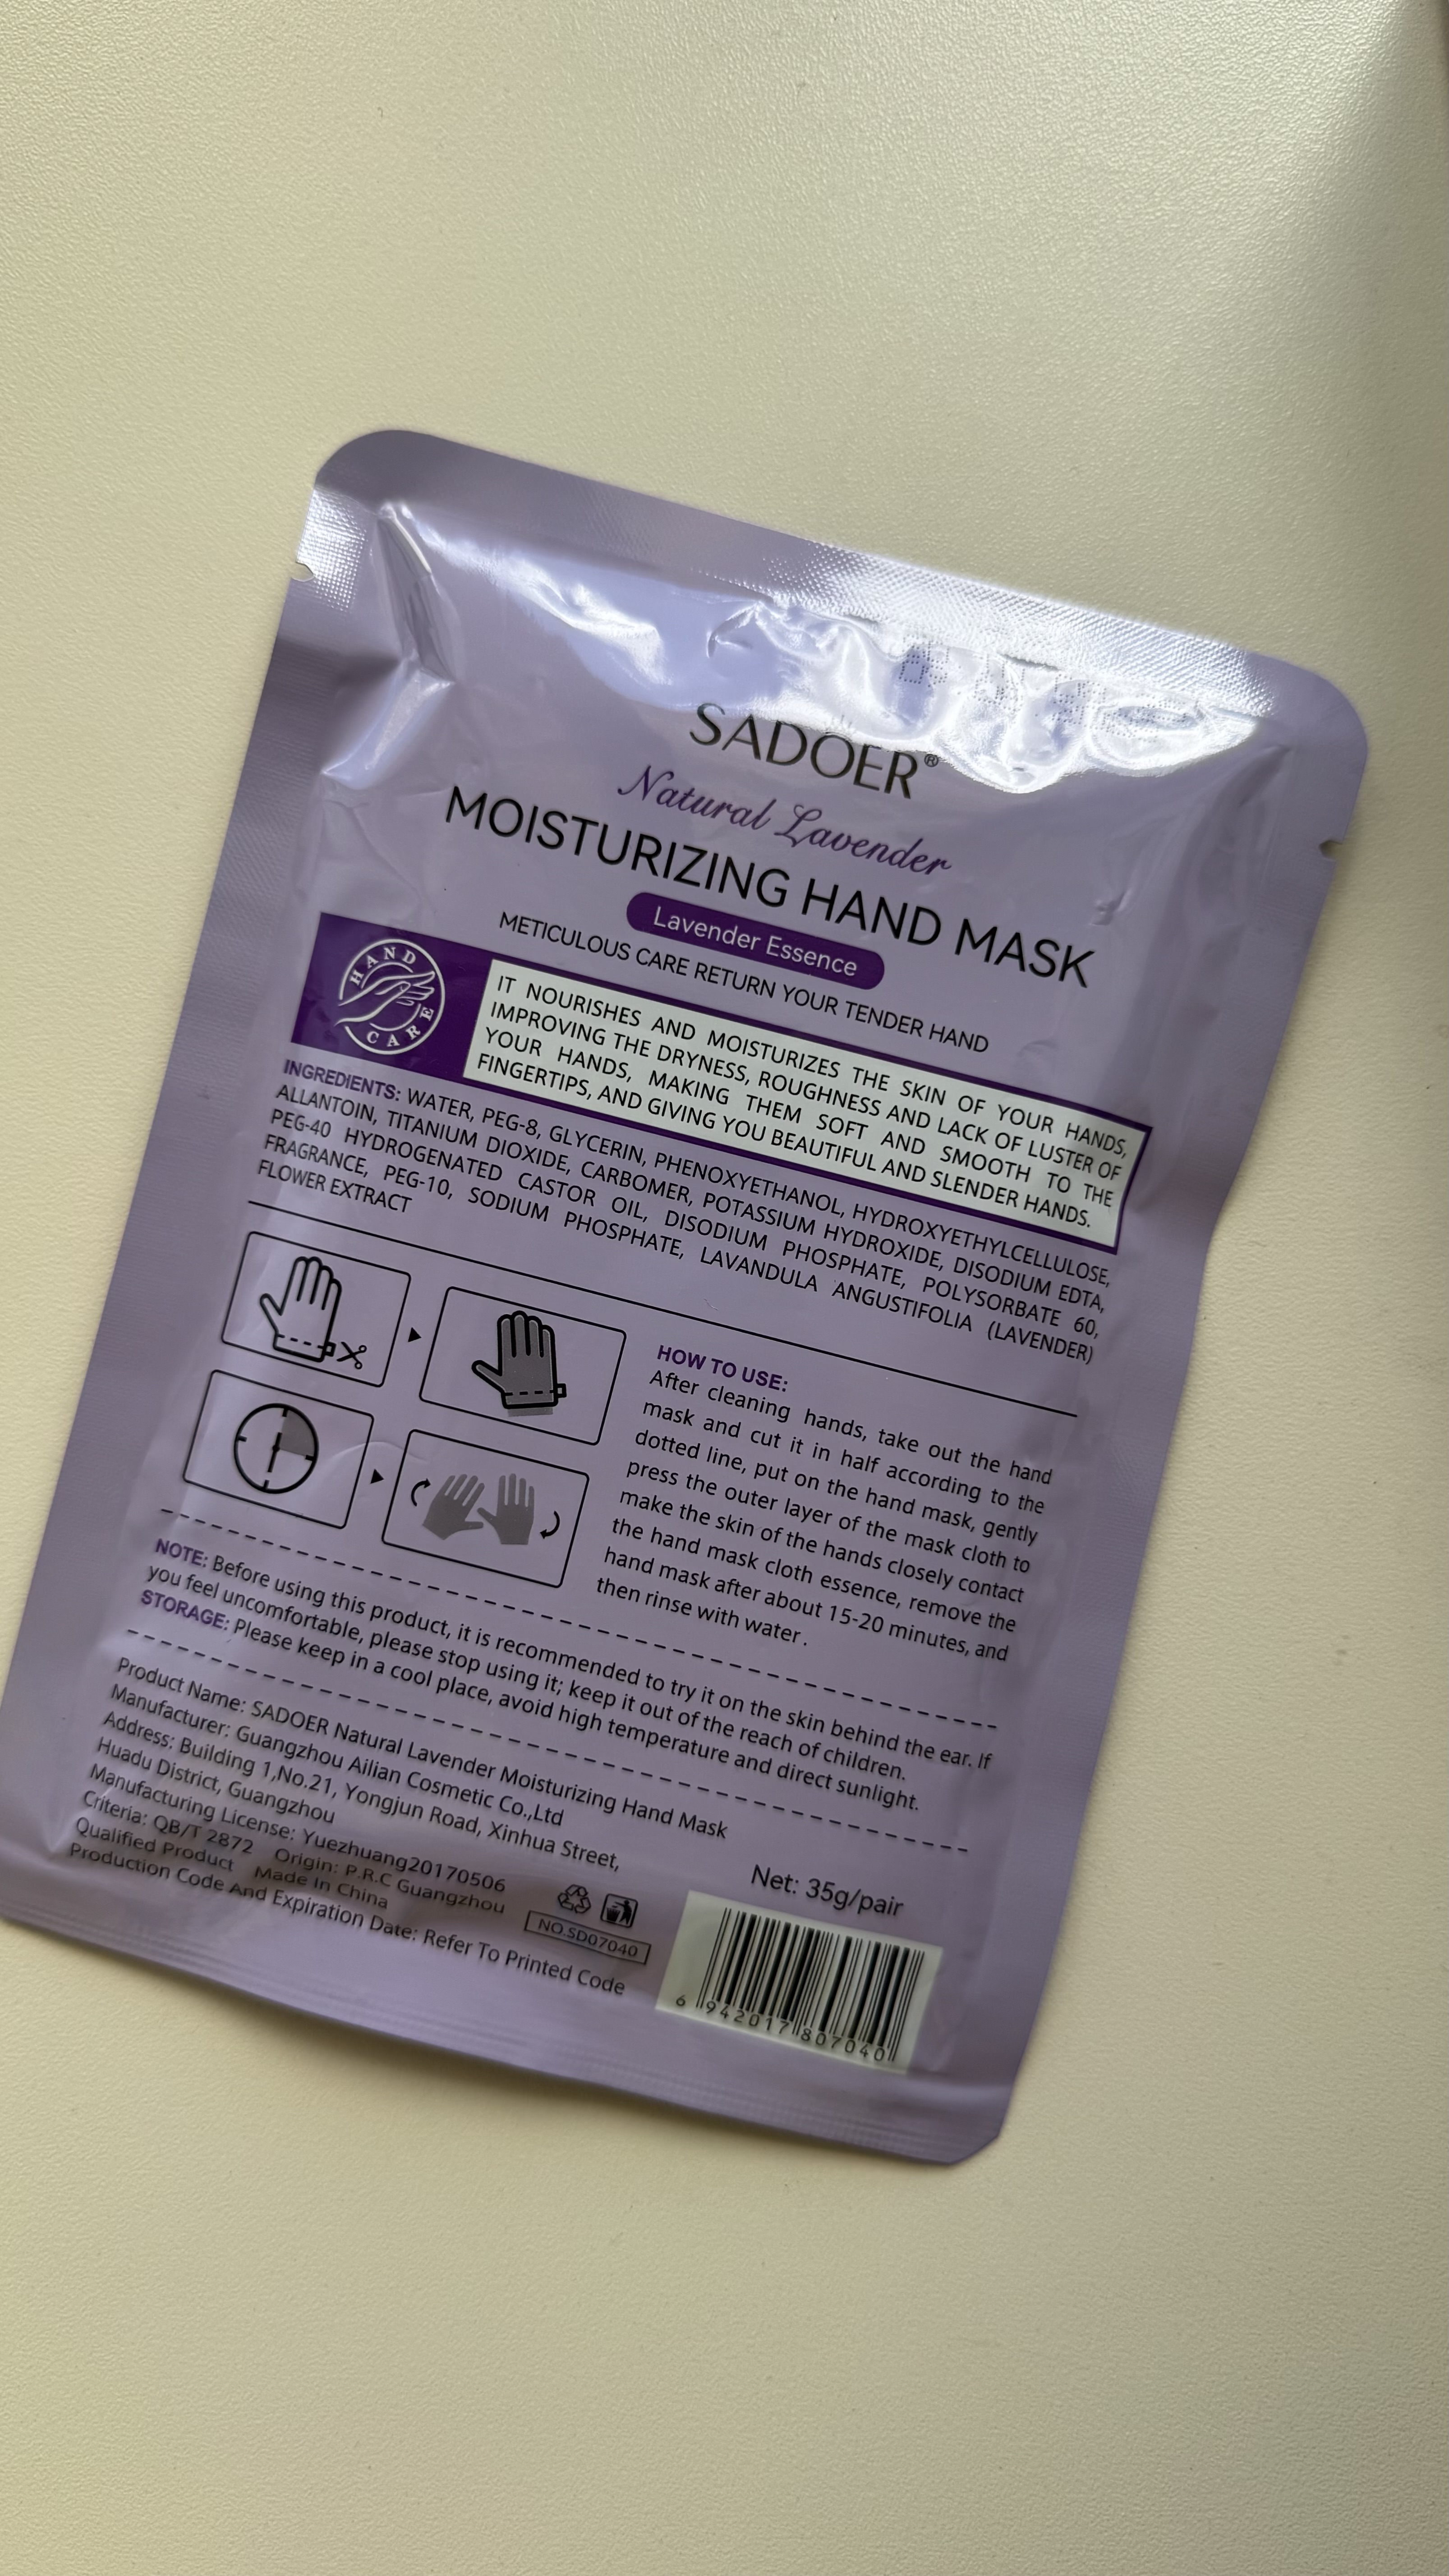 SADOER®
Natural Lavender
MOISTURIZING HAND MASK
Lavender Essence
METICULOUS CARE RETURN YOUR TENDER HAND
HAND CARE
IT NOURISHES AND MOISTURIZES THE SKIN OF YOUR HANDS,
IMPROVING THE DRYNESS, ROUGHNESS AND LACK OF LUSTER OF
YOUR HANDS, MAKING THEM SOFT AND SMOOTH TO THE
FINGERTIPS, AND GIVING YOU BEAUTIFUL AND SLENDER HANDS.
INGREDIENTS: WATER, PEG-8, GLYCERIN, PHENOXYETHANOL, HYDROXYETHYLCELLULOSE,
ALLANTOIN, TITANIUM DIOXIDE, CARBOMER, POTASSIUM HYDROXIDE, DISODIUM EDTA,
PEG-40 HYDROGENATED CASTOR OIL, DISODIUM PHOSPHATE, POLYSORBATE 60,
FRAGRANCE, PEG-10, SODIUM PHOSPHATE, LAVANDULA ANGUSTIFOLIA (LAVENDER)
FLOWER EXTRACT
HOW TO USE:
After cleaning hands, take out the hand
mask and cut it in half according to the
dotted line, put on the hand mask, gently
press the outer layer of the mask cloth to
make the skin of the hands closely contact
the hand mask cloth essence, remove the
hand mask after about 15-20 minutes, and
then rinse with water.
NOTE: Before using this product, it is recommended to try it on the skin behind the ear. If
you feel uncomfortable, please stop using it; keep it out of the reach of children.
STORAGE: Please keep in a cool place, avoid high temperature and direct sunlight.
Product Name: SADOER Natural Lavender Moisturizing Hand Mask
Manufacturer: Guangzhou Ailian Cosmetic Co.,Ltd
Address: Building 1,No.21, Yongjun Road, Xinhua Street,
Huadu District, Guangzhou
Manufacturing License: Yuezhuang20170506
Criteria: QB/T 2872 Origin: P.R.C Guangzhou
Qualified Product Made In China
Production Code And Expiration Date: Refer To Printed Code
NO.SD07040
Net: 35g/pair
6 942017 807040